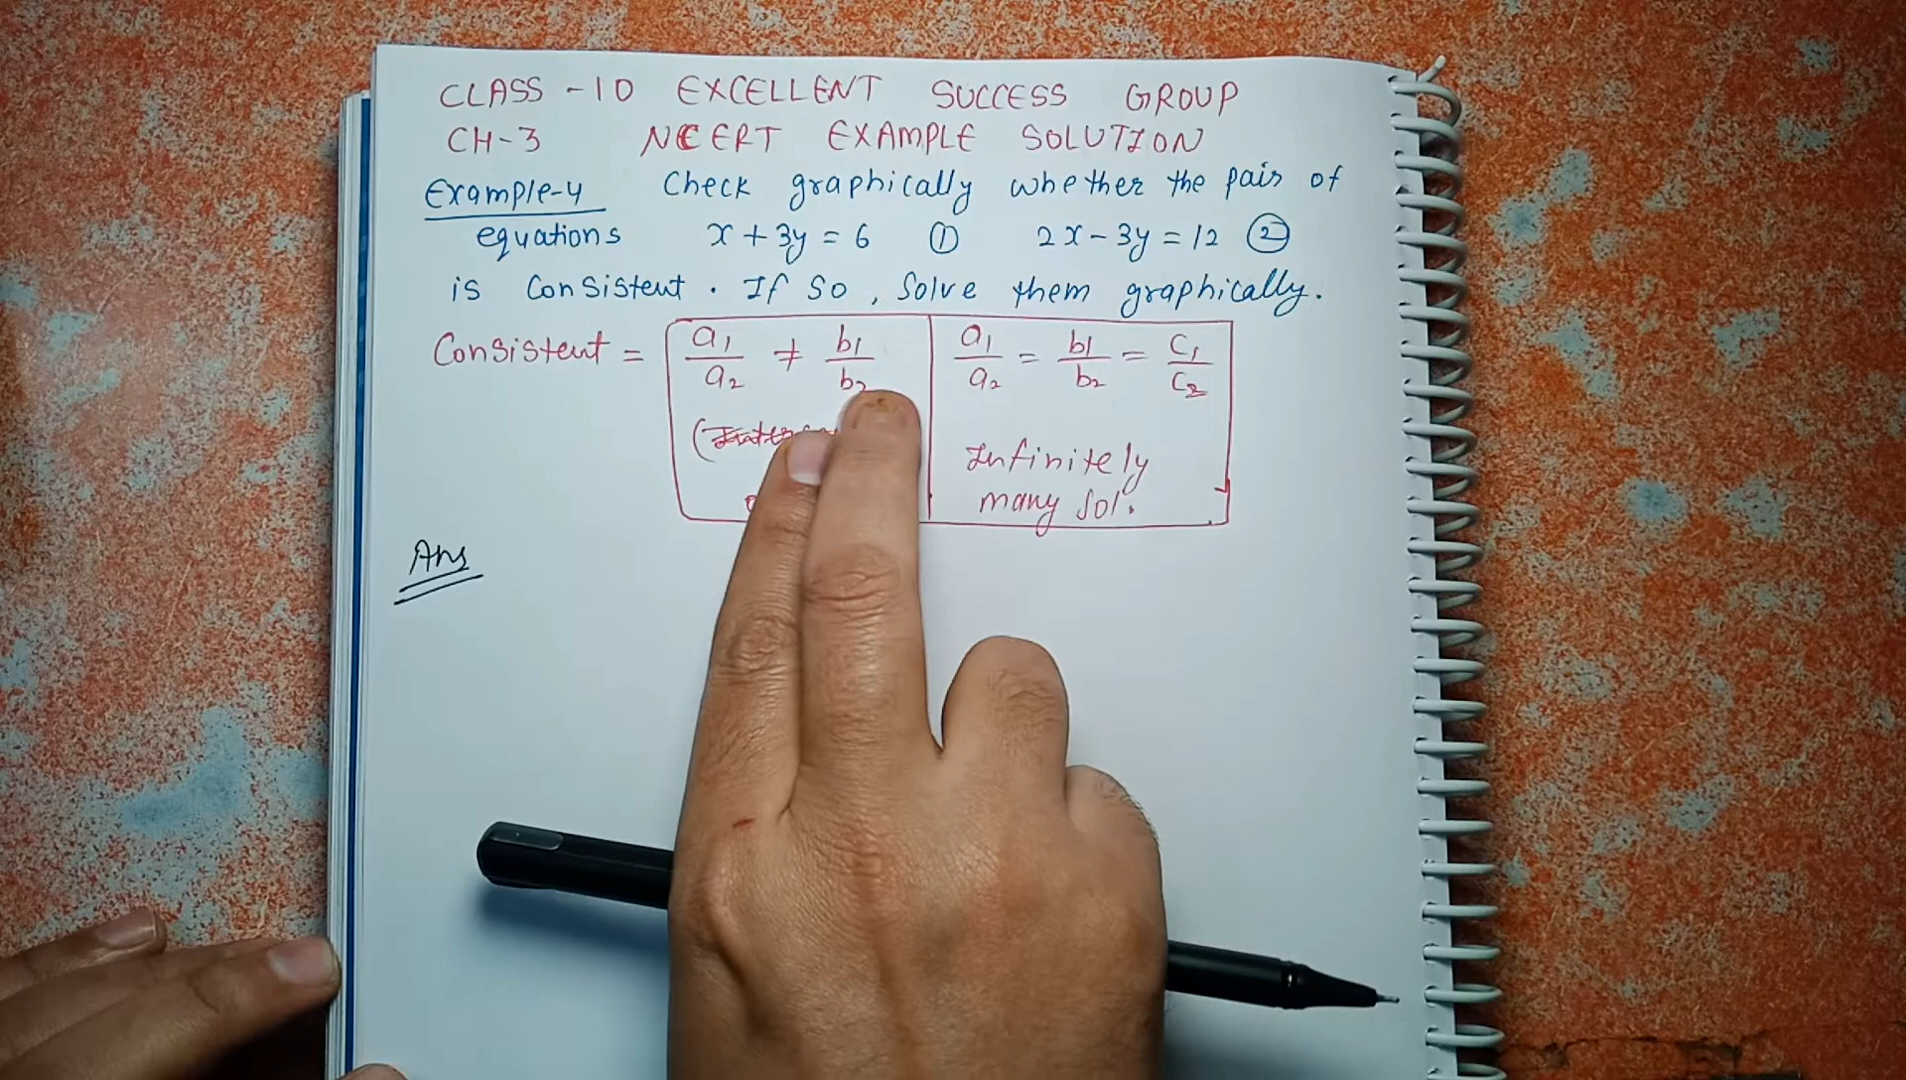 CLASS - 10 EXCELLENT SUCCESS GROUP
CH-3 NCERT EXAMPLE SOLUTION
Example-4 Check graphically whether the pair of
equations x + 3y = 6 ① 2x - 3y = 12 ②
is Consistent. If so, Solve them graphically.
Consistent = a₁/a₂ ≠ b₁/b₂ a₁/a₂ = b₁/b₂ = c₁/c₂
Infinitely
many sol.
Ans